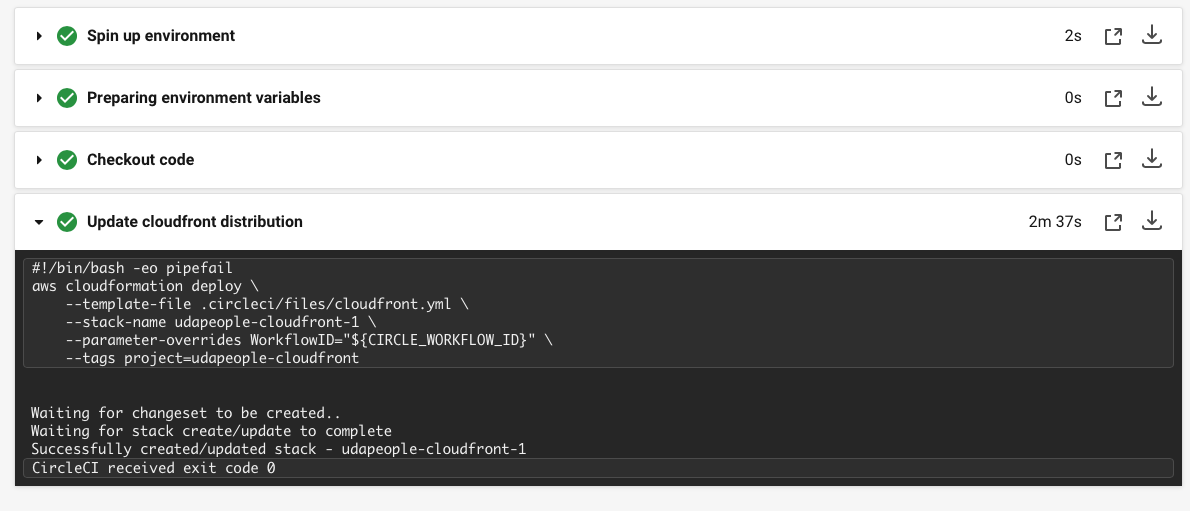 Spin up environment 2s
Preparing environment variables 0s
Checkout code 0s
Update cloudfront distribution 2m 37s
#!/bin/bash -eo pipefail
aws cloudformation deploy \
    --template-file .circleci/files/cloudfront.yml \
    --stack-name udapeople-cloudfront-1 \
    --parameter-overrides WorkflowID="${CIRCLE_WORKFLOW_ID}" \
    --tags project=udapeople-cloudfront
Waiting for changeset to be created..
Waiting for stack create/update to complete
Successfully created/updated stack - udapeople-cloudfront-1
CircleCI received exit code 0